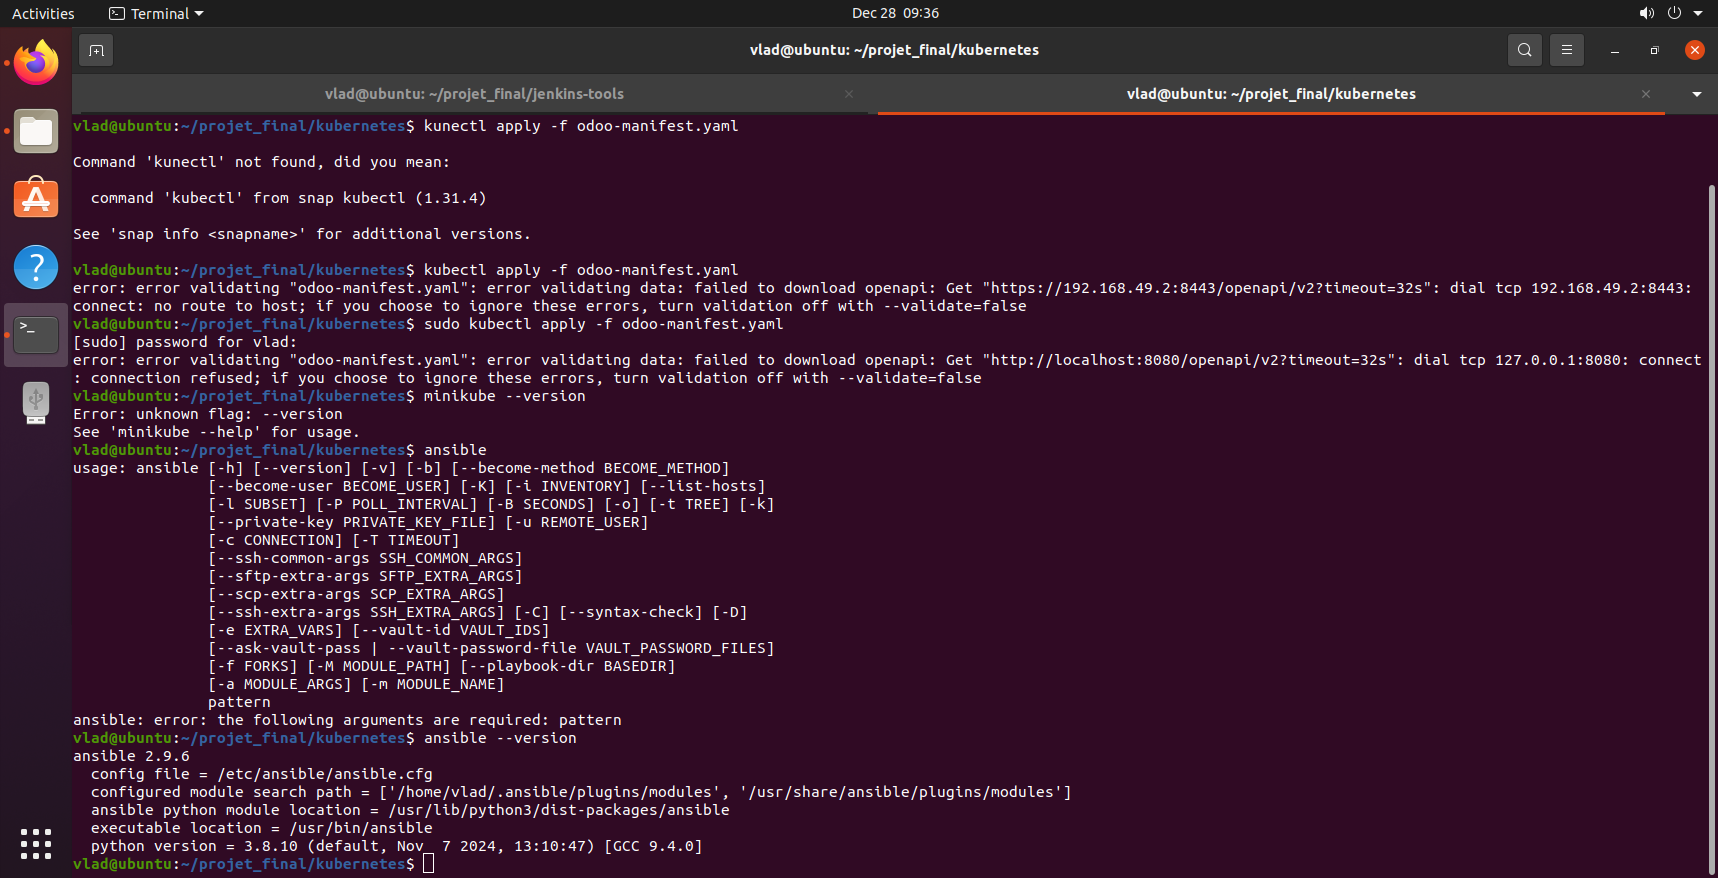 Activities
Terminal
Dec 28 09:36
vlad@ubuntu: ~/projet_final/kubernetes
vlad@ubuntu: ~/projet_final/jenkins-tools
vlad@ubuntu: ~/projet_final/kubernetes
vlad@ubuntu:~/projet_final/kubernetes$ kunectl apply -f odoo-manifest.yaml
Command 'kunectl' not found, did you mean:
command 'kubectl' from snap kubectl (1.31.4)
See 'snap info <snapname>' for additional versions.
vlad@ubuntu:~/projet_final/kubernetes$ kubectl apply -f odoo-manifest.yaml
error: error validating "odoo-manifest.yaml": error validating data: failed to download openapi: Get "https://192.168.49.2:8443/openapi/v2?timeout=32s": dial tcp 192.168.49.2:8443:
connect: no route to host; if you choose to ignore these errors, turn validation off with --validate=false
vlad@ubuntu:~/projet_final/kubernetes$ sudo kubectl apply -f odoo-manifest.yaml
[sudo] password for vlad:
error: error validating "odoo-manifest.yaml": error validating data: failed to download openapi: Get "http://localhost:8080/openapi/v2?timeout=32s": dial tcp 127.0.0.1:8080: connect
: connection refused; if you choose to ignore these errors, turn validation off with --validate=false
vlad@ubuntu:~/projet_final/kubernetes$ minikube --version
Error: unknown flag: --version
See 'minikube --help' for usage.
vlad@ubuntu:~/projet_final/kubernetes$ ansible
usage: ansible [-h] [--version] [-v] [-b] [--become-method BECOME_METHOD]
[--become-user BECOME_USER] [-K] [-i INVENTORY] [--list-hosts]
[-l SUBSET] [-P POLL_INTERVAL] [-B SECONDS] [-o] [-t TREE] [-k]
[--private-key PRIVATE_KEY_FILE] [-u REMOTE_USER]
[-c CONNECTION] [-T TIMEOUT]
[--ssh-common-args SSH_COMMON_ARGS]
[--sftp-extra-args SFTP_EXTRA_ARGS]
[--scp-extra-args SCP_EXTRA_ARGS]
[--ssh-extra-args SSH_EXTRA_ARGS] [-C] [--syntax-check] [-D]
[-e EXTRA_VARS] [--vault-id VAULT_IDS]
[--ask-vault-pass | --vault-password-file VAULT_PASSWORD_FILES]
[-f FORKS] [-M MODULE_PATH] [--playbook-dir BASEDIR]
[-a MODULE_ARGS] [-m MODULE_NAME]
pattern
ansible: error: the following arguments are required: pattern
vlad@ubuntu:~/projet_final/kubernetes$ ansible --version
ansible 2.9.6
config file = /etc/ansible/ansible.cfg
configured module search path = ['/home/vlad/.ansible/plugins/modules', '/usr/share/ansible/plugins/modules']
ansible python module location = /usr/lib/python3/dist-packages/ansible
executable location = /usr/bin/ansible
python version = 3.8.10 (default, Nov  7 2024, 13:10:47) [GCC 9.4.0]
vlad@ubuntu:~/projet_final/kubernetes$